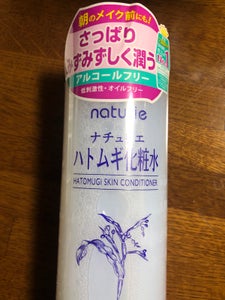 朝のメイク前にも!
さっぱり
みずみずしく潤う
アルコールフリー
低刺激性・オイルフリー
naturie
ナチュリエ
ハトムギ化粧水
HATOMUGI SKIN CONDITIONER